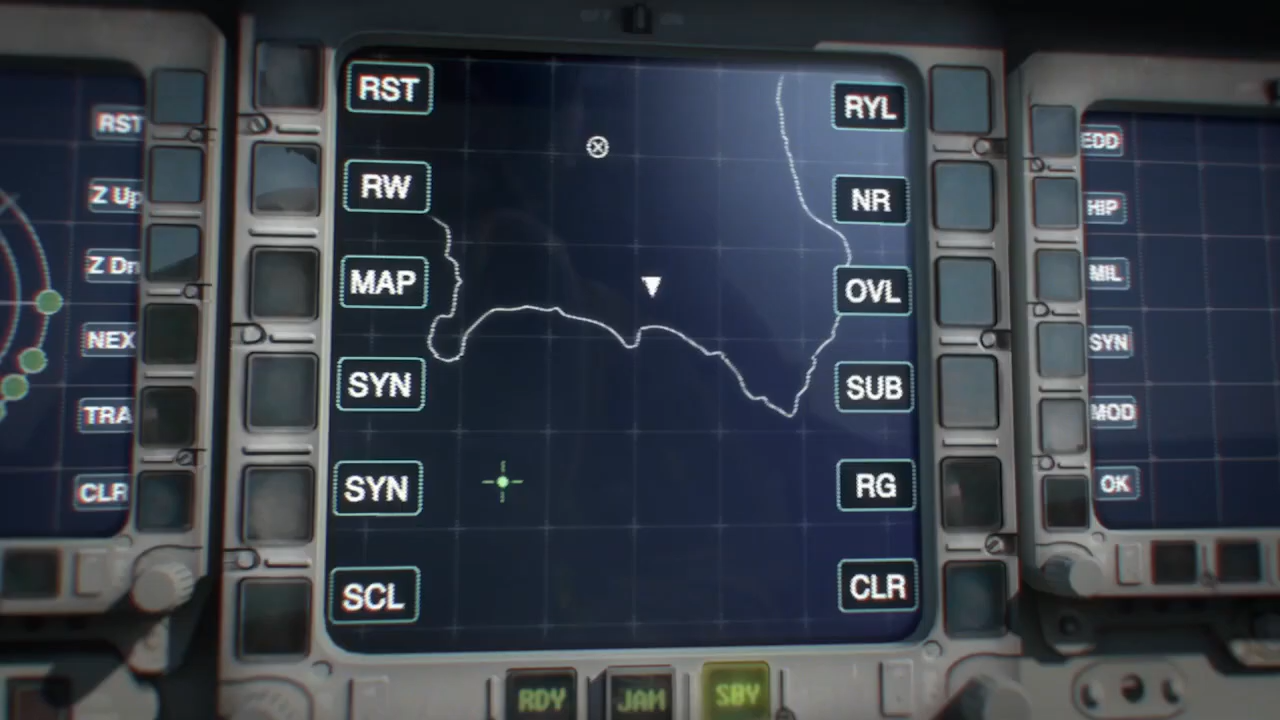 RST
Z Up
Z Dn
NEX
TRA
CLR
RST
RW
MAP
SYN
SYN
SCL
RYL
NR
OVL
SUB
RG
CLR
EDD
HIP
MIL
SYN
MOD
OK
RDY
JAM
SBY